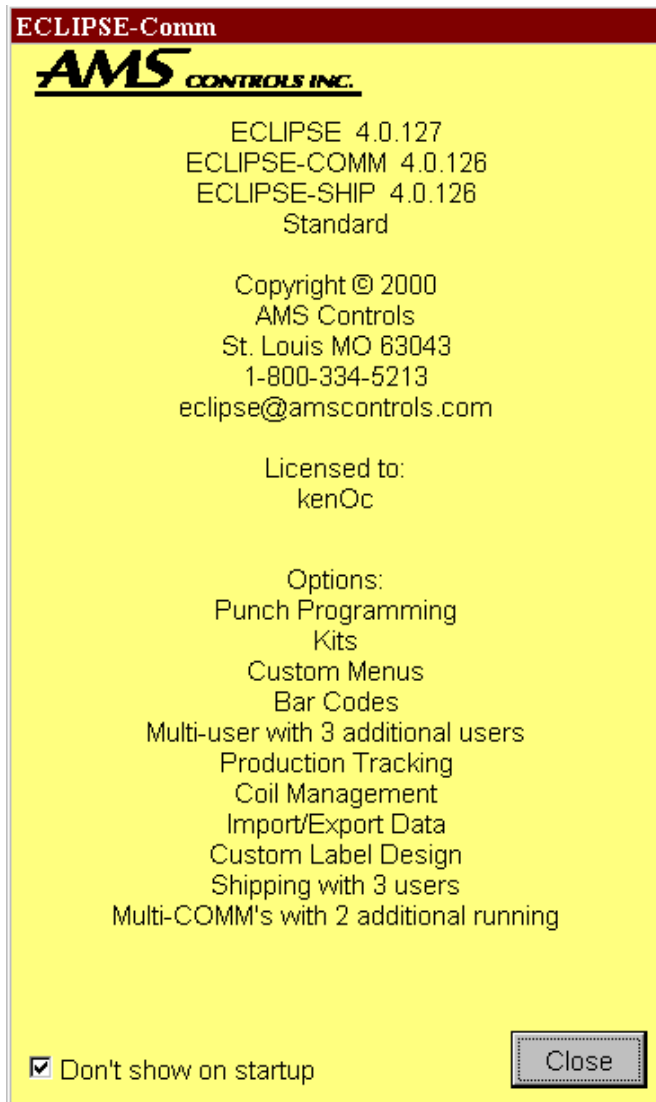 ECLIPSE-Comm
AMS CONTROLS INC.
ECLIPSE 4.0.127
ECLIPSE-COMM 4.0.126
ECLIPSE-SHIP 4.0.126
Standard
Copyright © 2000
AMS Controls
St. Louis MO 63043
1-800-334-5213
eclipse@amscontrols.com
Licensed to:
kenOc
Options:
Punch Programming
Kits
Custom Menus
Bar Codes
Multi-user with 3 additional users
Production Tracking
Coil Management
Import/Export Data
Custom Label Design
Shipping with 3 users
Multi-COMM's with 2 additional running
Don't show on startup
Close